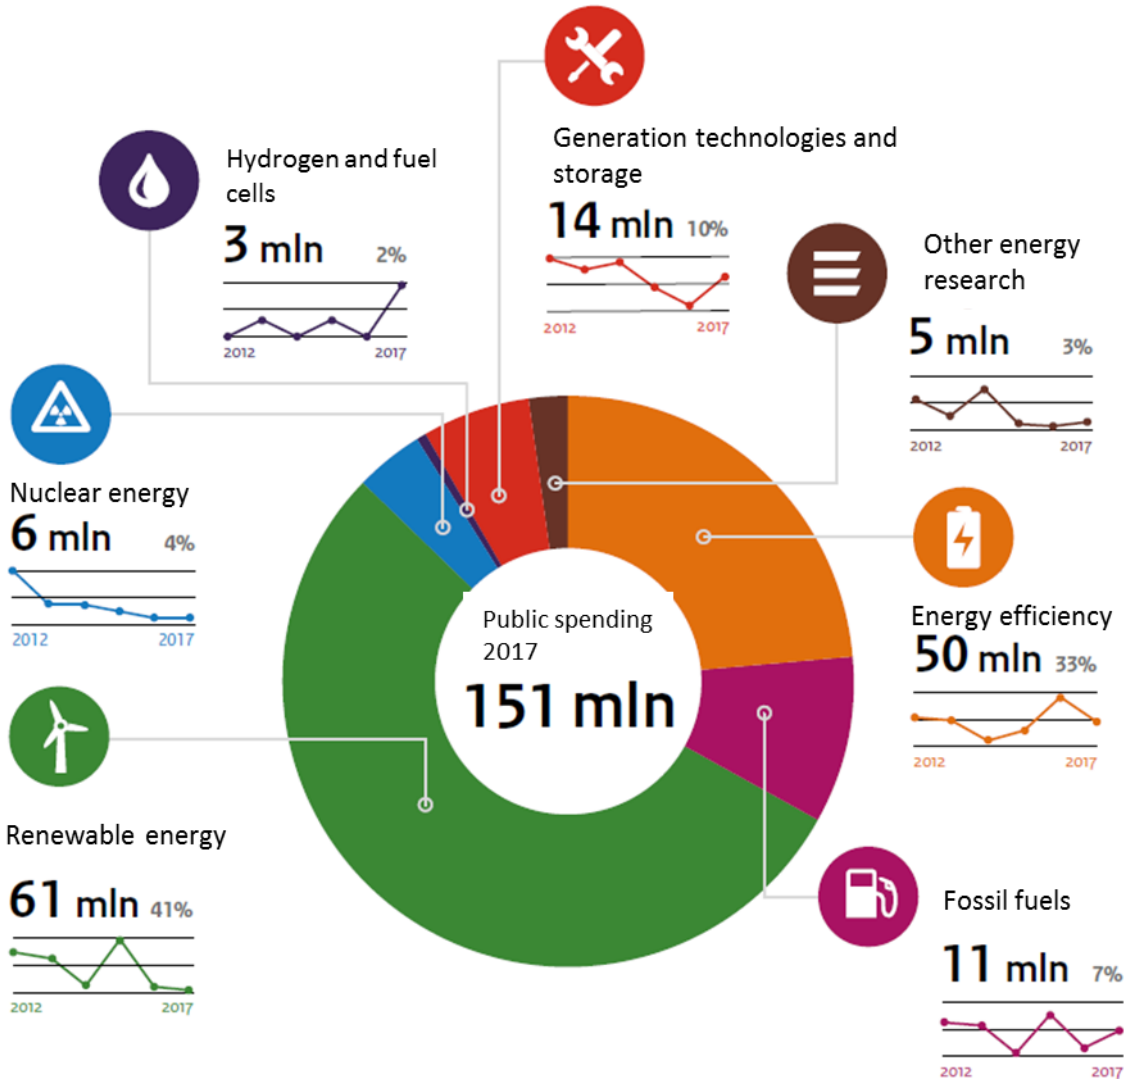 Generation technologies and
storage
14 mln 10%
2012 2017
Hydrogen and fuel
cells
3 mln 2%
2012 2017
Other energy
research
5 mln 3%
2012 2017
Nuclear energy
6 mln 4%
2012 2017
Public spending
2017
151 mln
Energy efficiency
50 mln 33%
2012 2017
Renewable energy
61 mln 41%
2012 2017
Fossil fuels
11 mln 7%
2012 2017